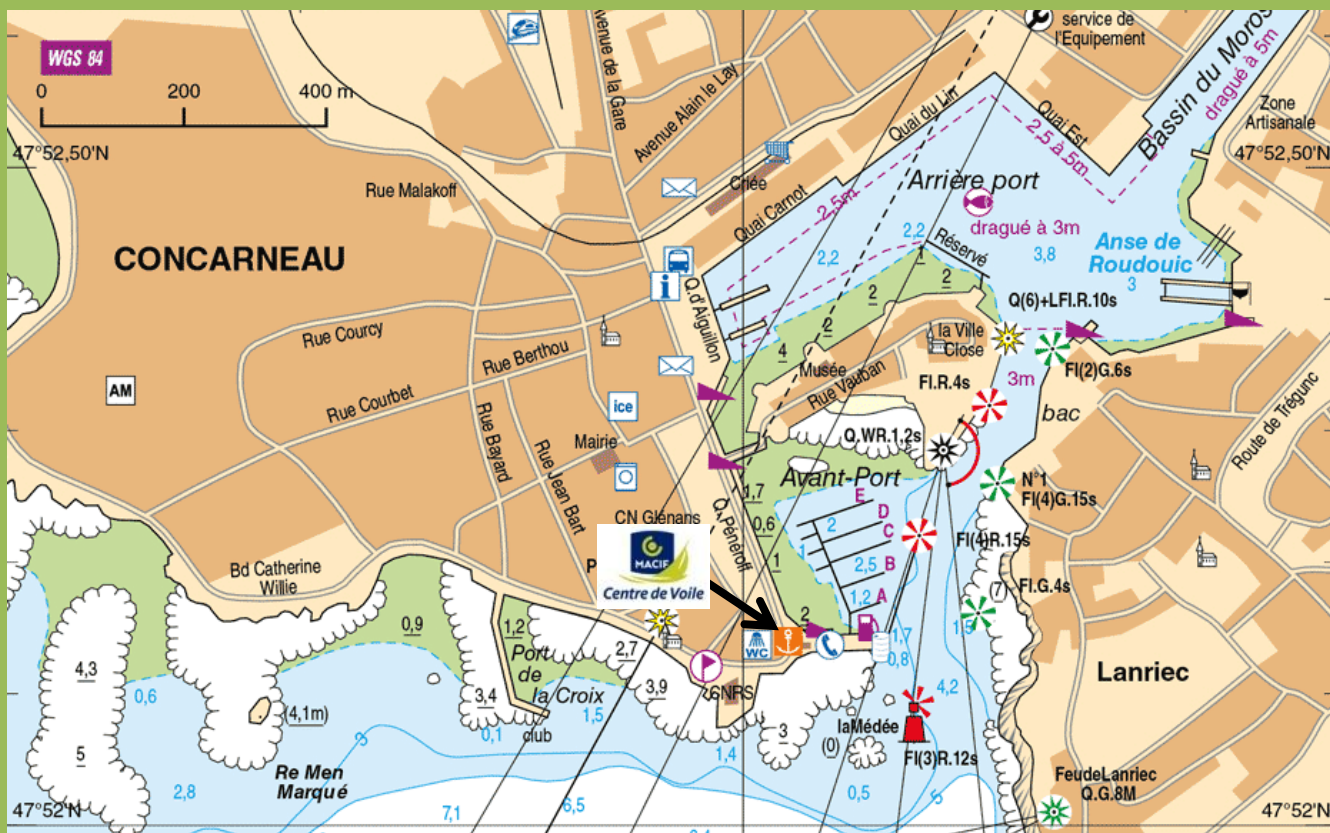 service de
l'Equipement
WGS 84
0 200 400 m
Avenue de la Gare
Avenue Alain le Lay
Quai du Lin
Quai Est
2,5 à 5m
Bassin du Moros
dragué à 5m
Zone
Artisanale
47°52,50'N
47°52,50'N
Rue Malakoff
Criée
Quai Carnot
2,5m
Arrière port
dragué à 3m
CONCARNEAU
2,2
2,2
1
Réservé
3,8
Anse de
Roudouic
3
i
Q.d'Aiguillon
2
2
2
4
Q(6)+LFl.R.10s
Rue Courcy
Rue Berthou
la Ville
Close
Musée
Rue Vauban
Fl.R.4s
3m
Fl(2)G.6s
bac
AM
ice
Rue Courbet
Mairie
Rue Bayard
Rue Jean Bart
Q.WR.1,2s
Route de Trégunc
Avant-Port
N°1
Fl(4)G.15s
1,7
0,6
1
Q. Pénéroff
E
D
C
B
A
2
1
2,5
1,2
Fl(4)R.15s
CN Glénans
P
MACIF
Centre de Voile
Bd Catherine
Willie
(7)
Fl.G.4s
1,5
0,9
1,2
Port
de
la Croix
2,7
2
WC
1,7
0,8
Lanriec
4,3
0,6
(4,1m)
3,4
0,1
club
1,5
3,9
CNRS
4,2
5
3
1,4
3
(0)
la Médée
Fl(3)R.12s
Re Men
Marqué
2,8
7,1
6,5
0,5
5
Feu de Lanriec
Q.G.8M
47°52'N
47°52'N